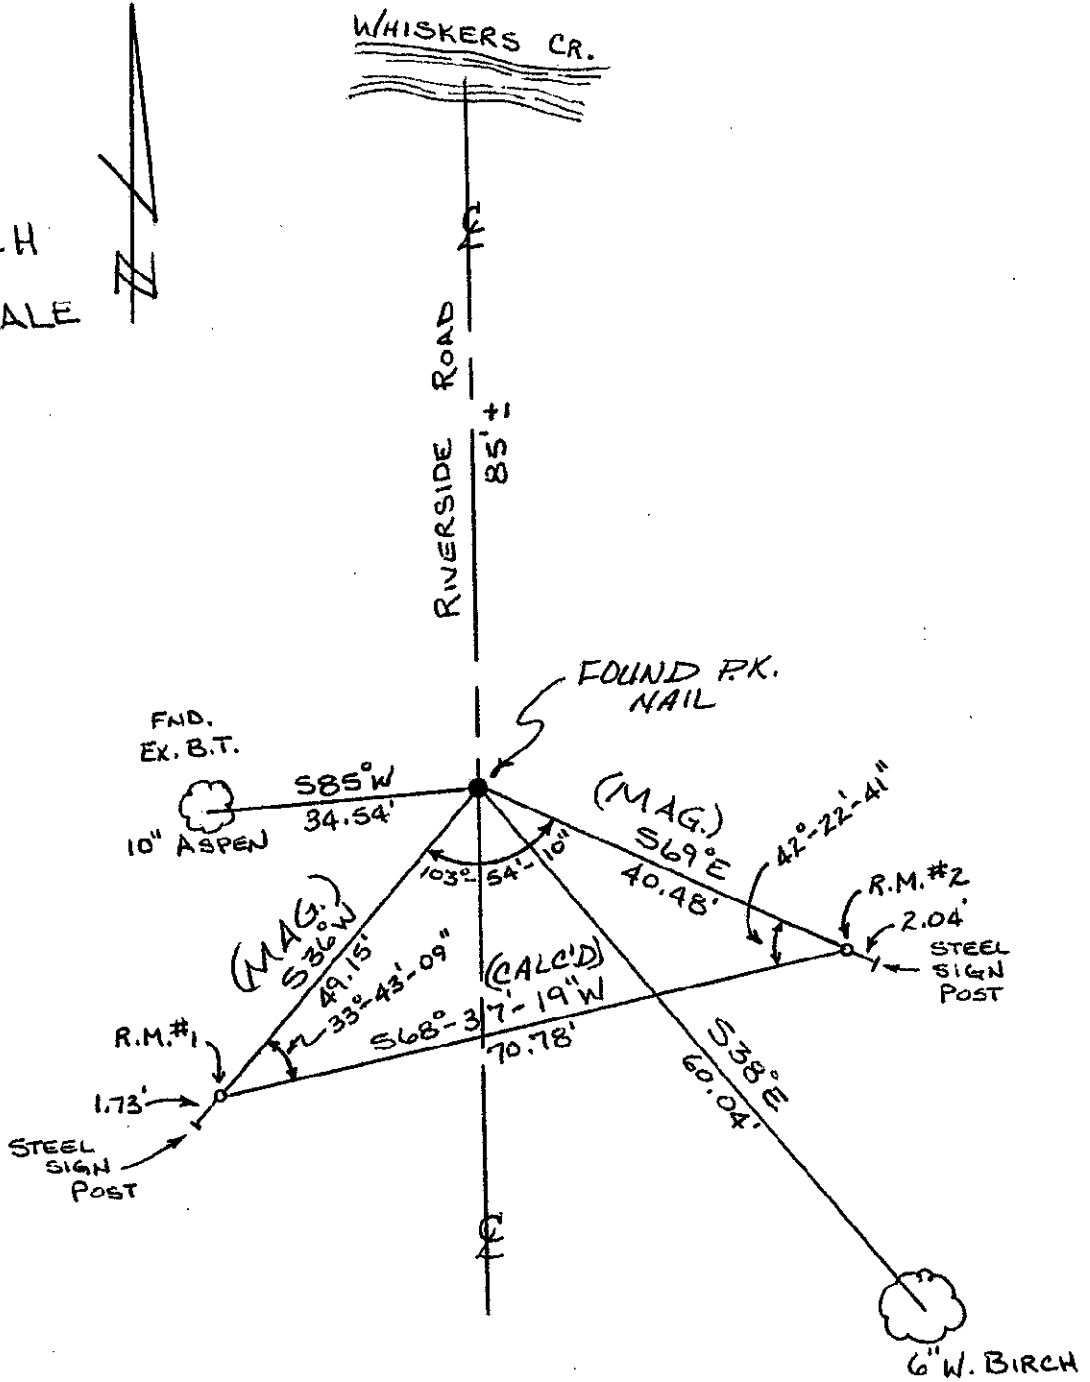 WHISKERS CR.
N
H
ALE
℄
RIVERSIDE ROAD
85' ±
FOUND P.K.
NAIL
FND.
EX. B.T.
10" ASPEN
S85°W
34.54'
(MAG.)
S69°E
40.48'
42°-22'-41"
103°-54'-10"
R.M.#2
2.04'
STEEL
SIGN
POST
(MAG.)
S36°W
49.15'
33°-43'-09"
(CALC'D)
S68°-37'-19"W
70.78'
R.M.#1
1.73'
STEEL
SIGN
POST
S38°E
60.04'
℄
6" W. BIRCH